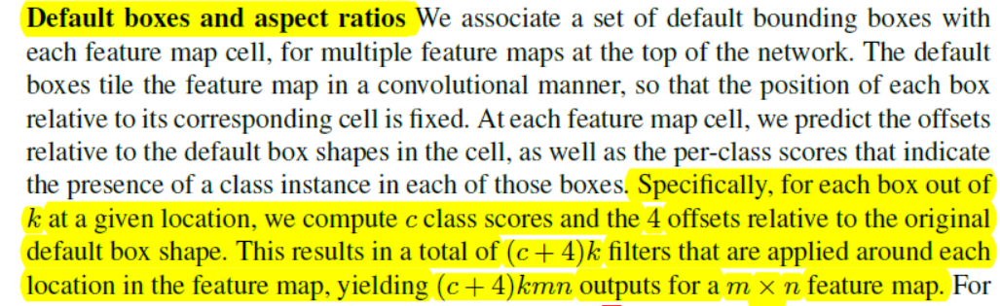 Default boxes and aspect ratios We associate a set of default bounding boxes with
each feature map cell, for multiple feature maps at the top of the network. The default
boxes tile the feature map in a convolutional manner, so that the position of each box
relative to its corresponding cell is fixed. At each feature map cell, we predict the offsets
relative to the default box shapes in the cell, as well as the per-class scores that indicate
the presence of a class instance in each of those boxes. Specifically, for each box out of
k at a given location, we compute c class scores and the 4 offsets relative to the original
default box shape. This results in a total of (c + 4)k filters that are applied around each
location in the feature map, yielding (c + 4)kmn outputs for a m × n feature map. For